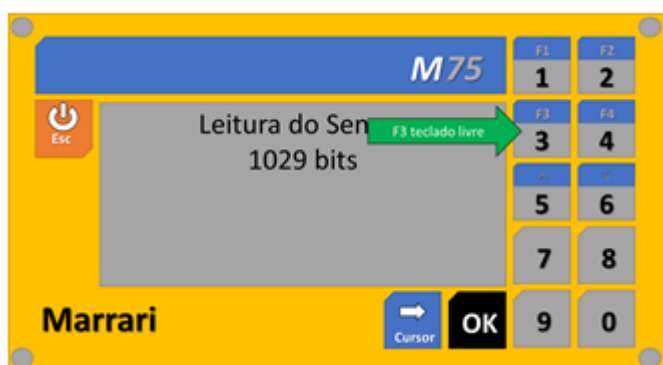 M75
F1
1
F2
2
Esc
Leitura do Sen
F3 teclado livre
1029 bits
F3
3
F4
4
5
6
7
8
Marrari
Cursor
OK
9
0